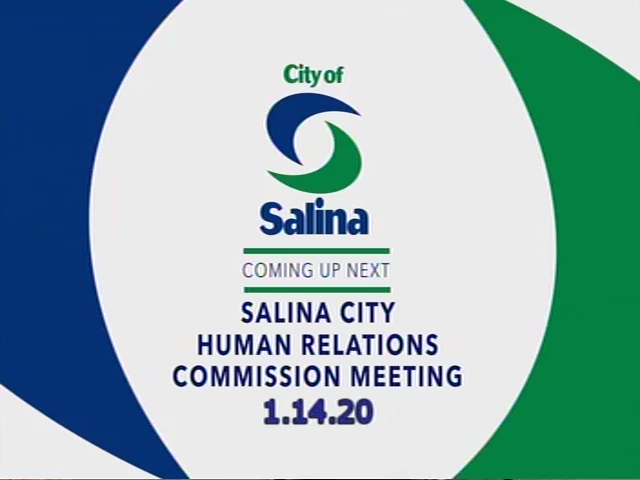 City of
Salina
COMING UP NEXT
SALINA CITY
HUMAN RELATIONS
COMMISSION MEETING
1.14.20